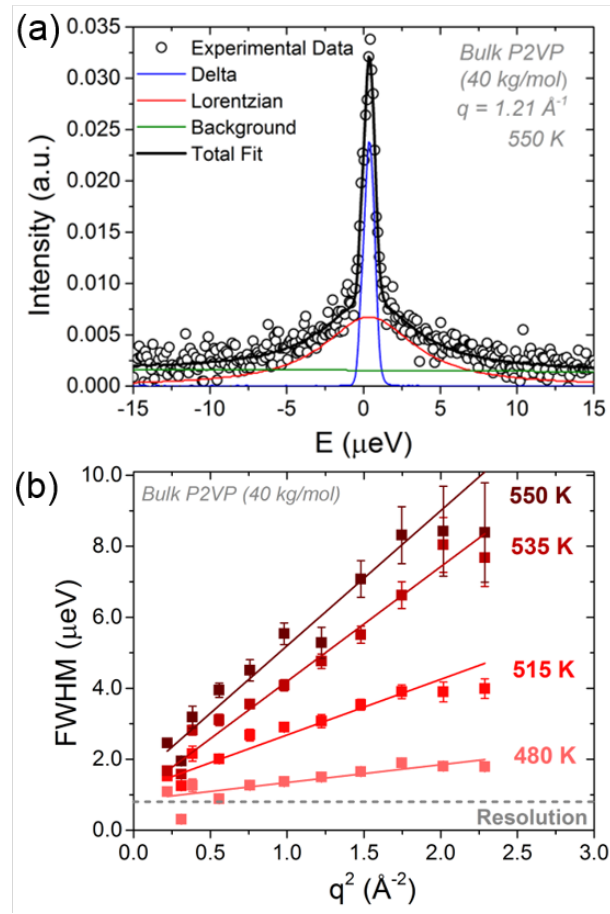 (a)
Experimental Data
Delta
Lorentzian
Background
Total Fit
Bulk P2VP
(40 kg/mol)
q = 1.21 Å⁻¹
550 K
0.035
0.030
0.025
0.020
0.015
0.010
0.005
0.000
Intensity (a.u.)
-15 -10 -5 0 5 10 15
E (μeV)
(b)
Bulk P2VP (40 kg/mol)
550 K
535 K
515 K
480 K
Resolution
10.0
8.0
6.0
4.0
2.0
0.0
FWHM (μeV)
0.0 0.5 1.0 1.5 2.0 2.5 3.0
q² (Å⁻²)